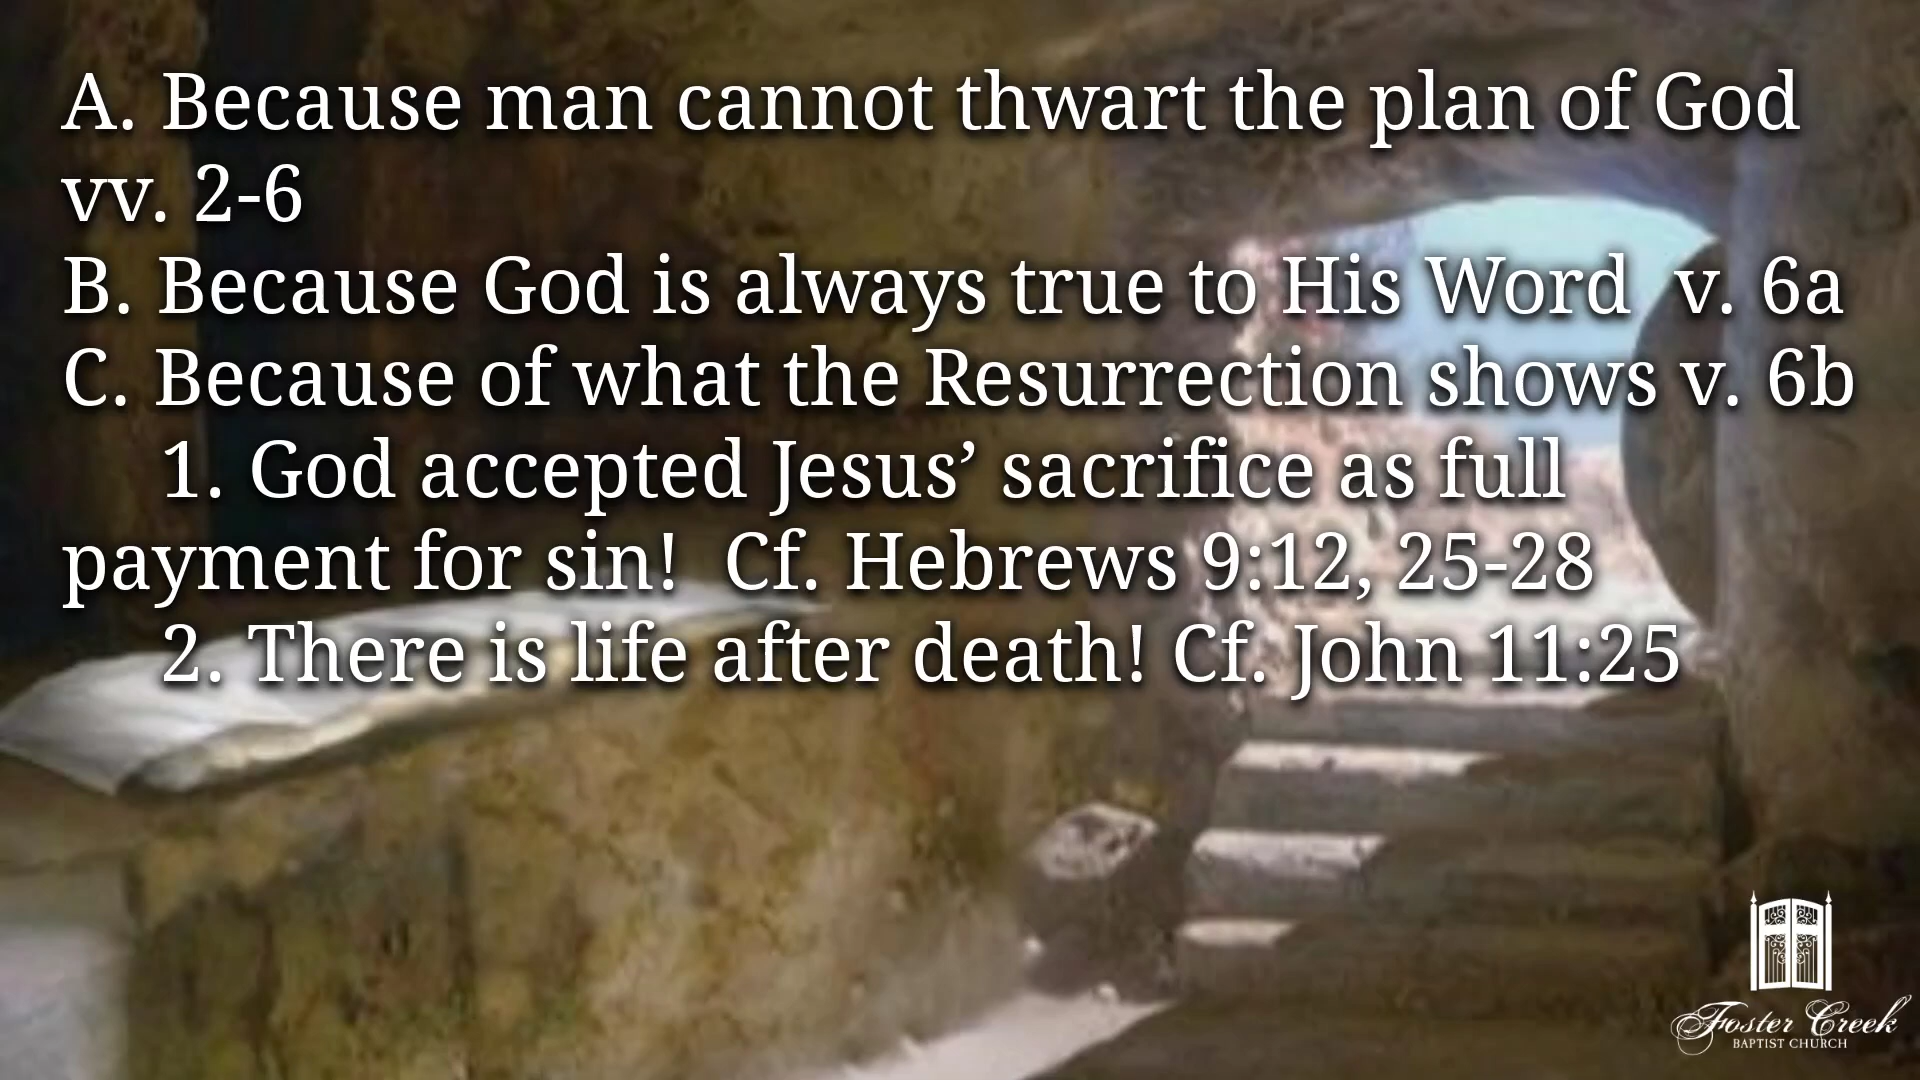 A. Because man cannot thwart the plan of God
vv. 2-6
B. Because God is always true to His Word  v. 6a
C. Because of what the Resurrection shows v. 6b
1. God accepted Jesus’ sacrifice as full
payment for sin!  Cf. Hebrews 9:12, 25-28
2. There is life after death! Cf. John 11:25
Foster Creek
BAPTIST CHURCH